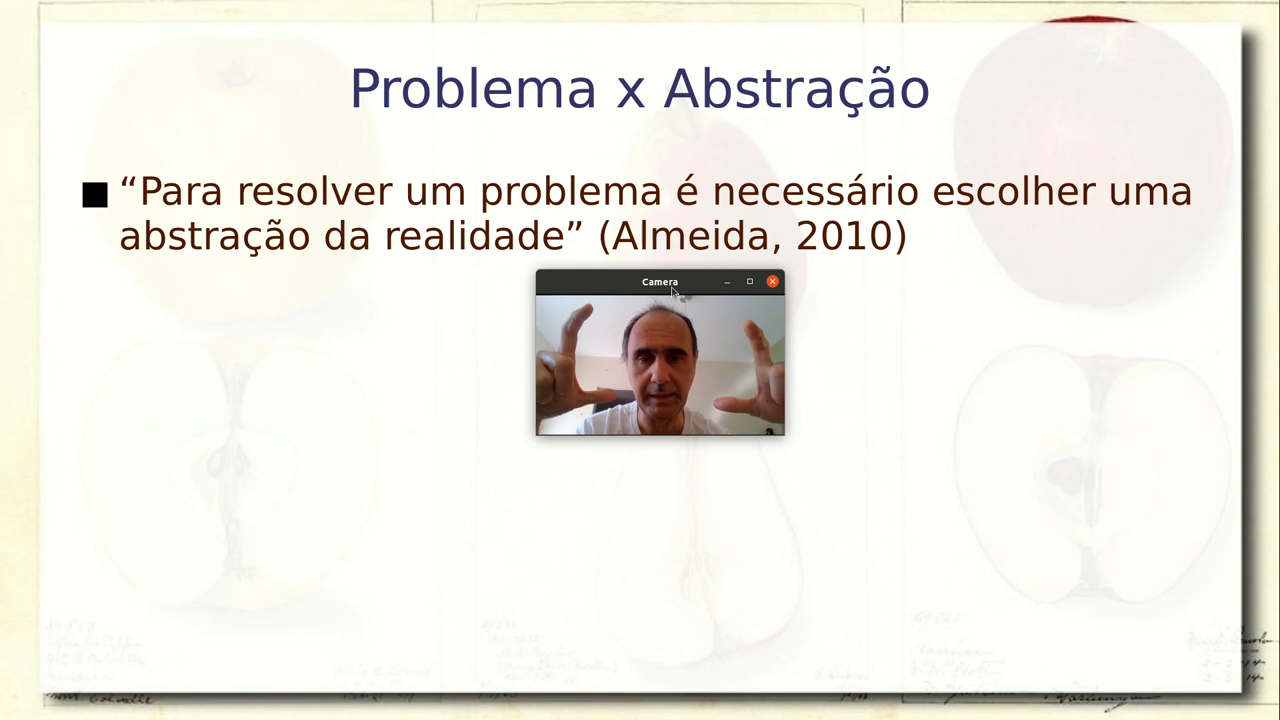 Problema x Abstração
“Para resolver um problema é necessário escolher uma
abstração da realidade” (Almeida, 2010)
Camera